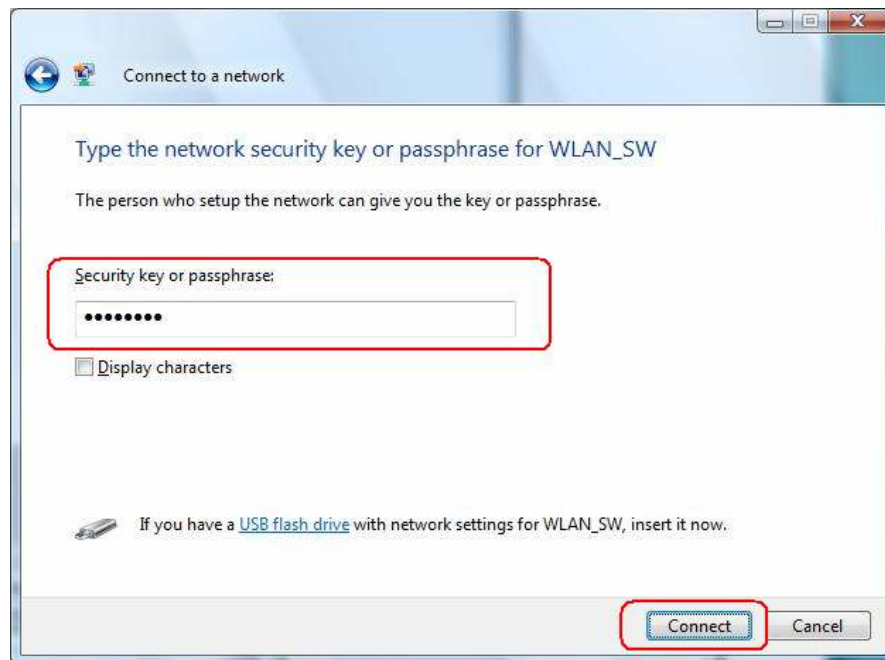 Connect to a network
Type the network security key or passphrase for WLAN_SW
The person who setup the network can give you the key or passphrase.
Security key or passphrase:
••••••••
Display characters
If you have a USB flash drive with network settings for WLAN_SW, insert it now.
Connect
Cancel